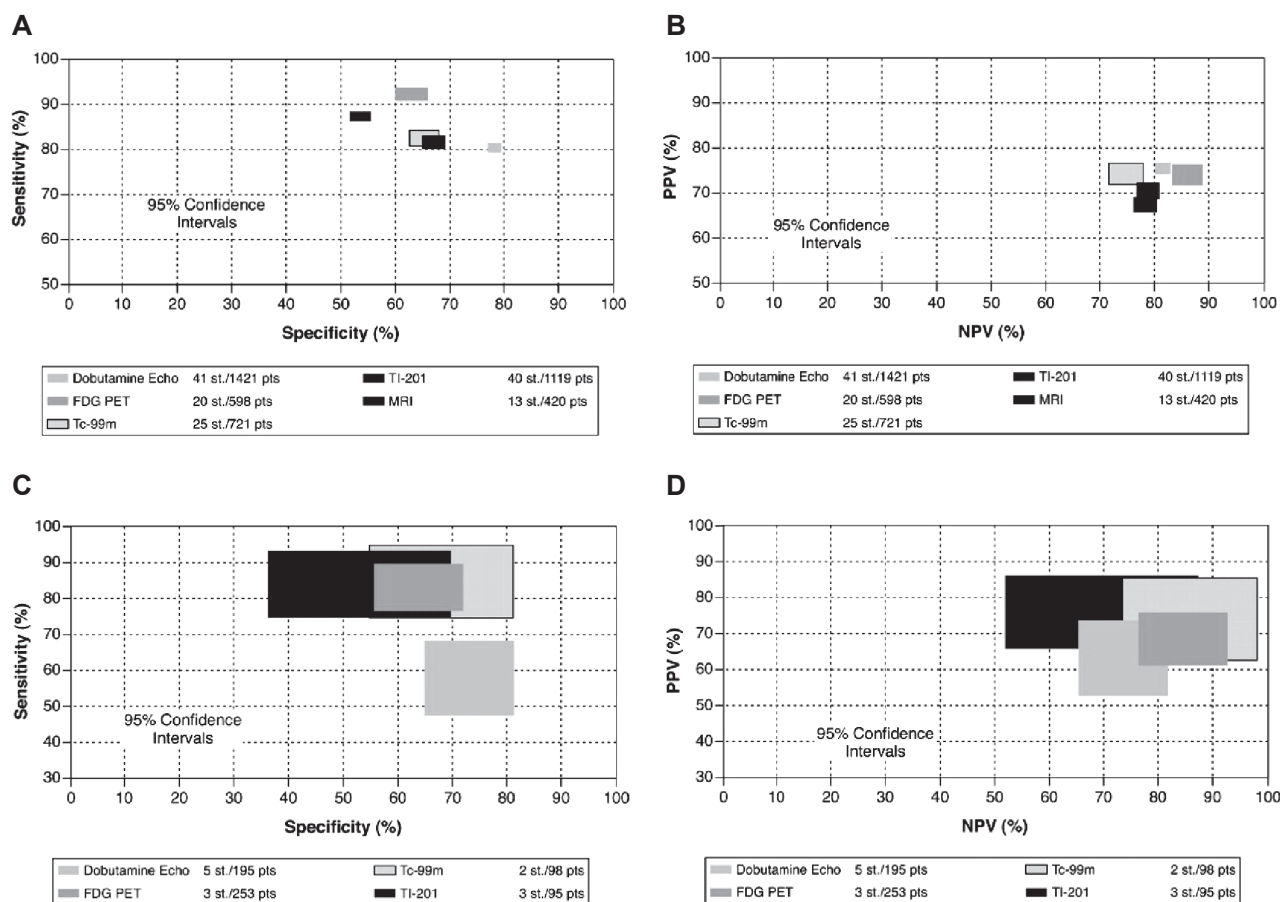 A
100
90
80
70
60
50
Sensitivity (%)
95% Confidence
Intervals
0 10 20 30 40 50 60 70 80 90 100
Specificity (%)
Dobutamine Echo 41 st./1421 pts TI-201 40 st./1119 pts
FDG PET 20 st./598 pts MRI 13 st./420 pts
Tc-99m 25 st./721 pts
B
100
90
80
70
60
50
PPV (%)
95% Confidence
Intervals
0 10 20 30 40 50 60 70 80 90 100
NPV (%)
Dobutamine Echo 41 st./1421 pts TI-201 40 st./1119 pts
FDG PET 20 st./598 pts MRI 13 st./420 pts
Tc-99m 25 st./721 pts
C
100
90
80
70
60
50
40
30
Sensitivity (%)
95% Confidence
Intervals
0 10 20 30 40 50 60 70 80 90 100
Specificity (%)
Dobutamine Echo 5 st./195 pts Tc-99m 2 st./98 pts
FDG PET 3 st./253 pts TI-201 3 st./95 pts
D
100
90
80
70
60
50
40
30
PPV (%)
95% Confidence
Intervals
0 10 20 30 40 50 60 70 80 90 100
NPV (%)
Dobutamine Echo 5 st./195 pts Tc-99m 2 st./98 pts
FDG PET 3 st./253 pts TI-201 3 st./95 pts